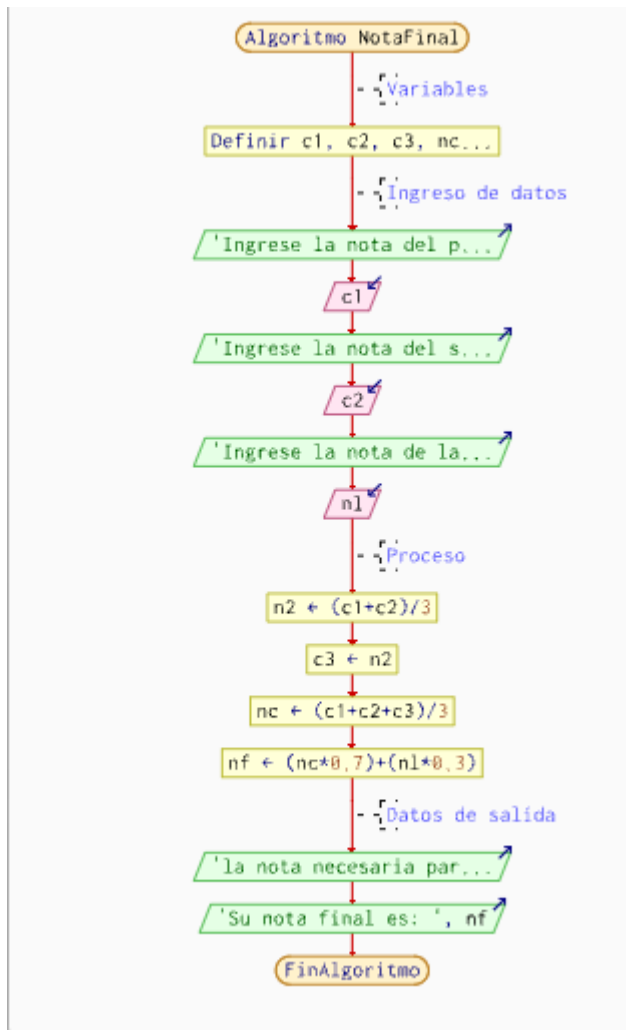 Algoritmo NotaFinal
Variables
Definir c1, c2, c3, nc...
Ingreso de datos
'Ingrese la nota del p...
c1
'Ingrese la nota del s...
c2
'Ingrese la nota de la...
nl
Proceso
n2 ← (c1+c2)/3
c3 ← n2
nc ← (c1+c2+c3)/3
nf ← (nc*0.7)+(nl*0.3)
Datos de salida
'la nota necesaria par...
'Su nota final es: ', nf
FinAlgoritmo